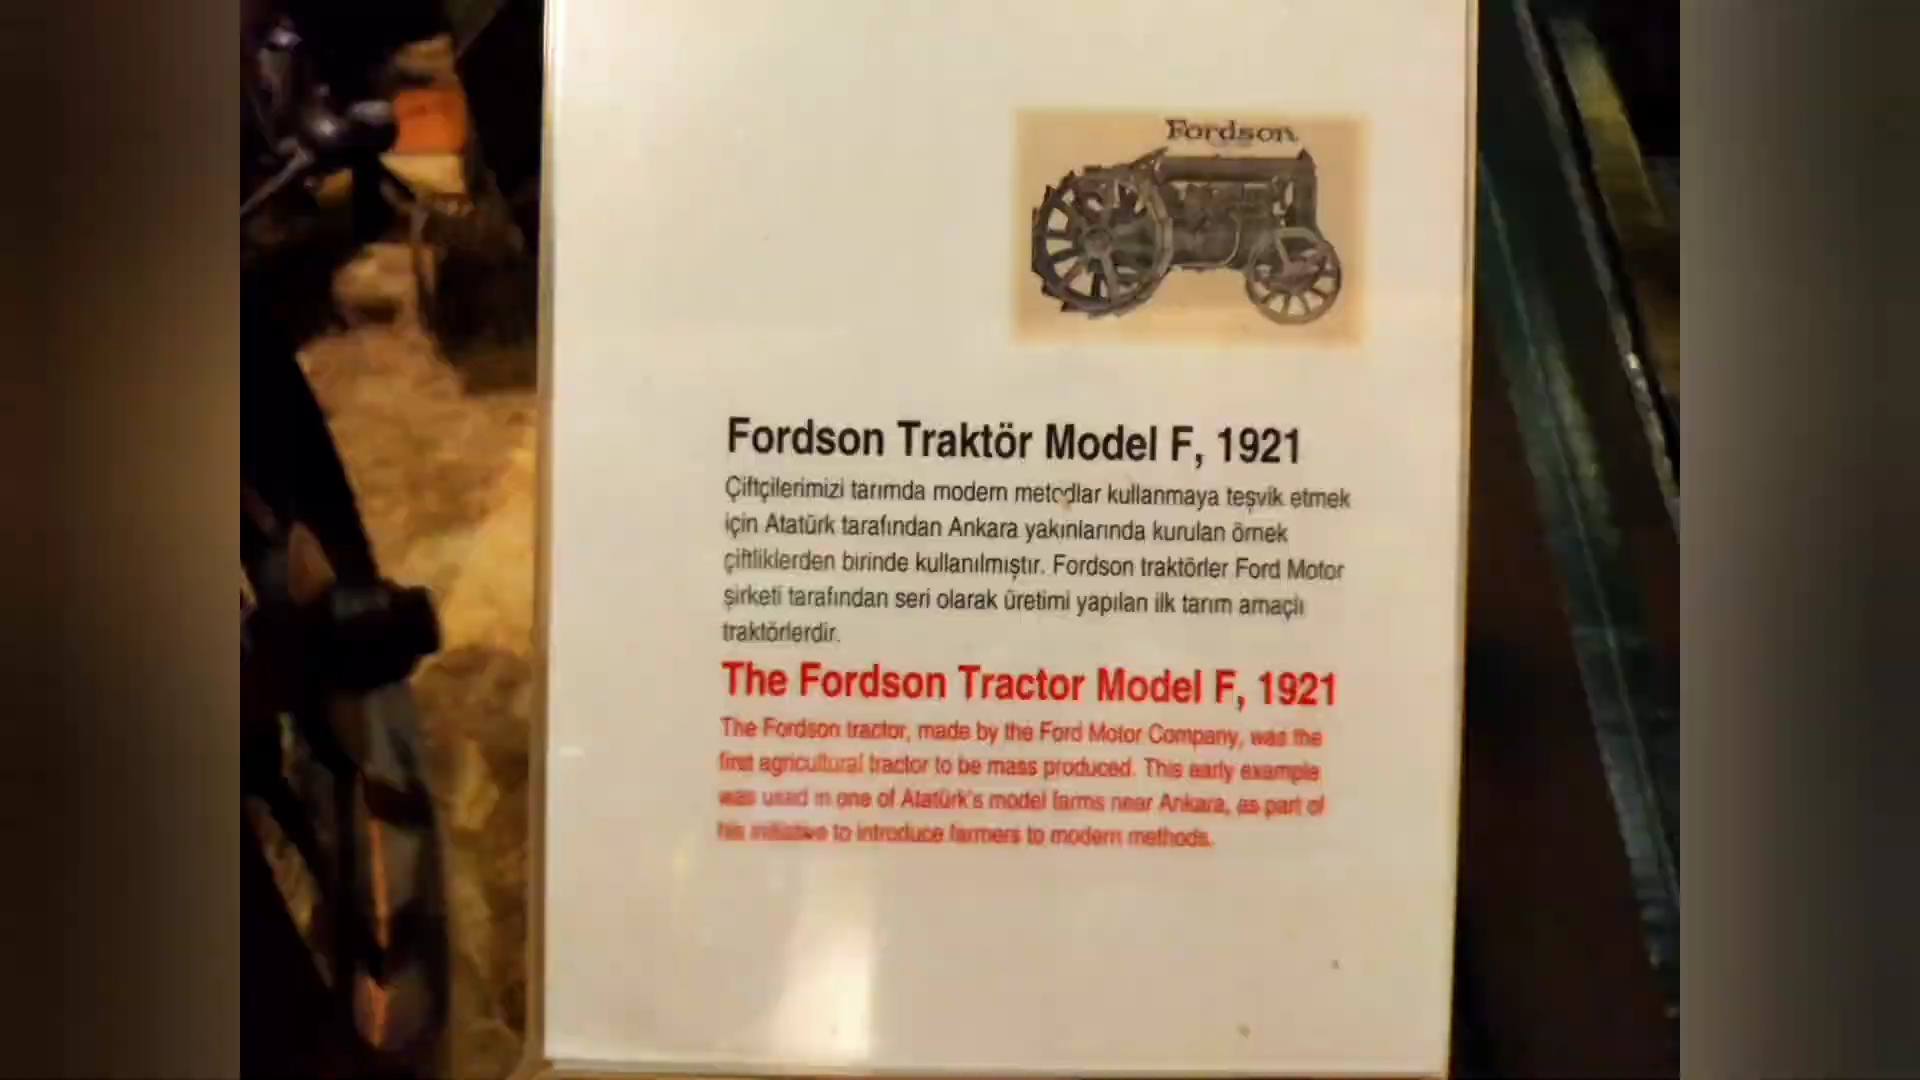 Fordson
Fordson Traktör Model F, 1921
Çiftçilerimizi tarımda modern metodlar kullanmaya teşvik etmek
için Atatürk tarafından Ankara yakınlarında kurulan örnek
çiftliklerden birinde kullanılmıştır. Fordson traktörler Ford Motor
şirketi tarafından seri olarak üretimi yapılan ilk tarım amaçlı
traktörlerdir.
The Fordson Tractor Model F, 1921
The Fordson tractor, made by the Ford Motor Company, was the
first agricultural tractor to be mass produced. This early example
was used in one of Atatürk's model farms near Ankara, as part of
his initiative to introduce farmers to modern methods.